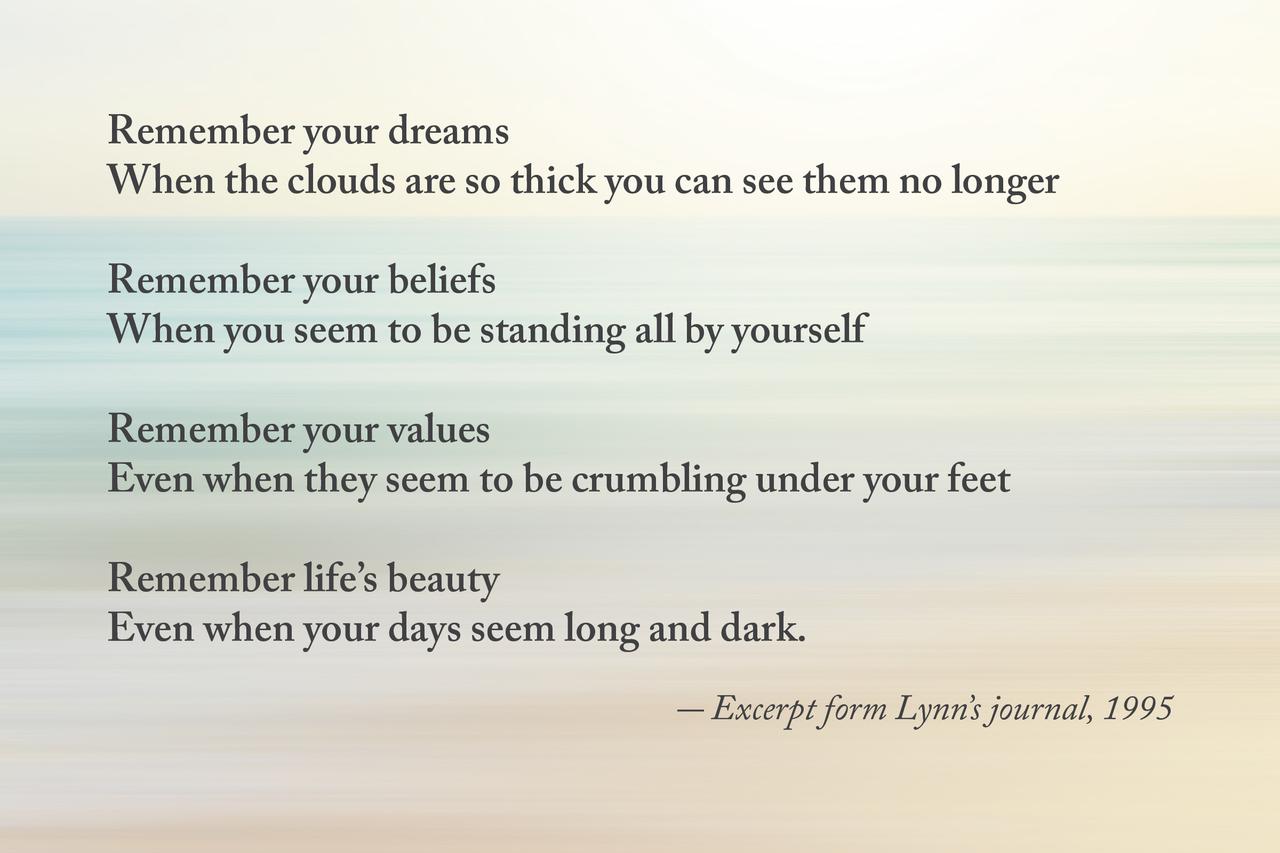 Remember your dreams
When the clouds are so thick you can see them no longer
Remember your beliefs
When you seem to be standing all by yourself
Remember your values
Even when they seem to be crumbling under your feet
Remember life’s beauty
Even when your days seem long and dark.
— Excerpt form Lynn’s journal, 1995